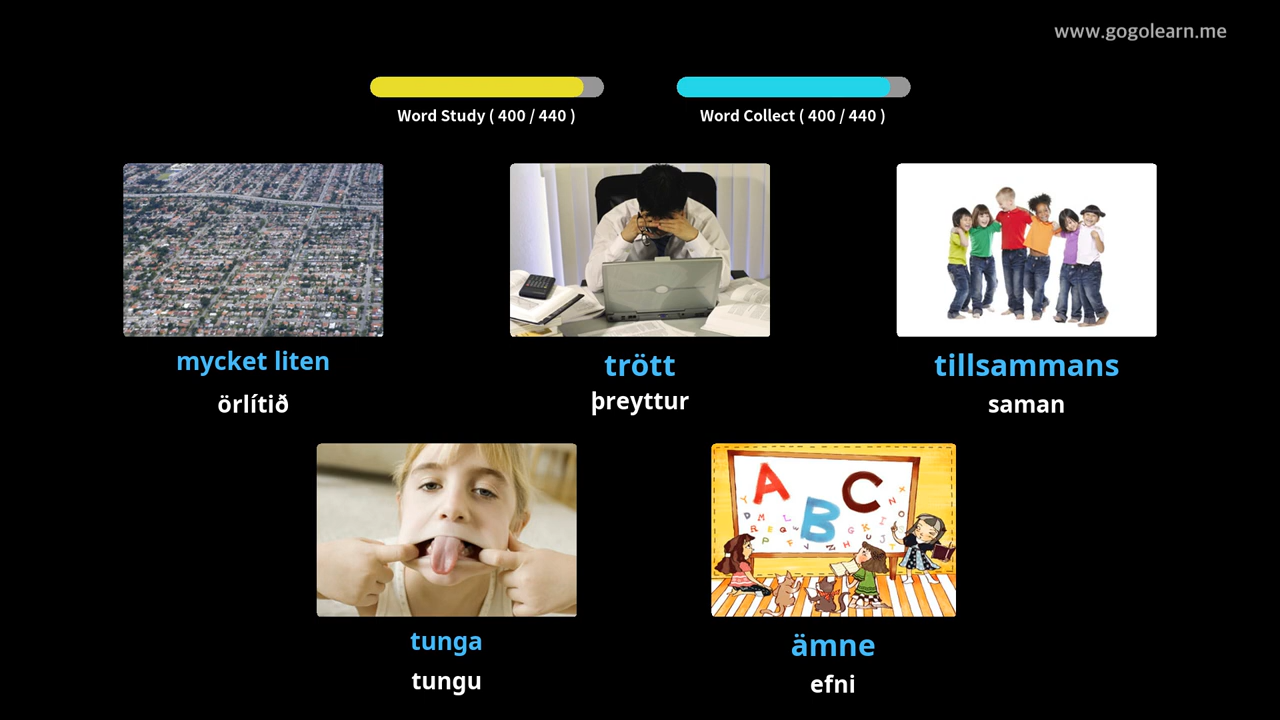 www.gogolearn.me
Word Study ( 400 / 440 )
Word Collect ( 400 / 440 )
mycket liten
örlítið
trött
þreyttur
tillsammans
saman
A B C
tunga
tungu
ämne
efni